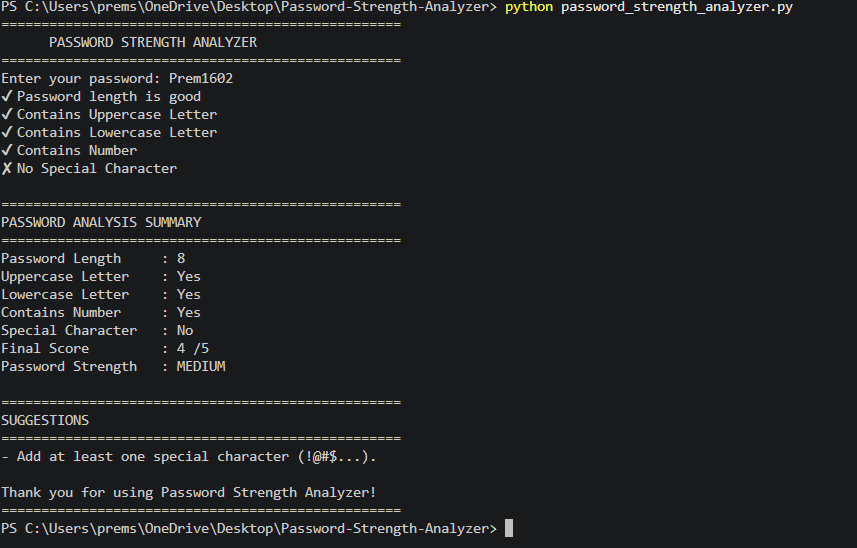 PS C:\Users\prems\OneDrive\Desktop\Password-Strength-Analyzer> python password_strength_analyzer.py
==================================================
      PASSWORD STRENGTH ANALYZER
==================================================
Enter your password: Prem1602
✓ Password length is good
✓ Contains Uppercase Letter
✓ Contains Lowercase Letter
✓ Contains Number
✗ No Special Character

==================================================
PASSWORD ANALYSIS SUMMARY
==================================================
Password Length     : 8
Uppercase Letter    : Yes
Lowercase Letter    : Yes
Contains Number     : Yes
Special Character   : No
Final Score         : 4 /5
Password Strength   : MEDIUM

==================================================
SUGGESTIONS
==================================================
- Add at least one special character (!@#$...).

Thank you for using Password Strength Analyzer!
==================================================
PS C:\Users\prems\OneDrive\Desktop\Password-Strength-Analyzer>